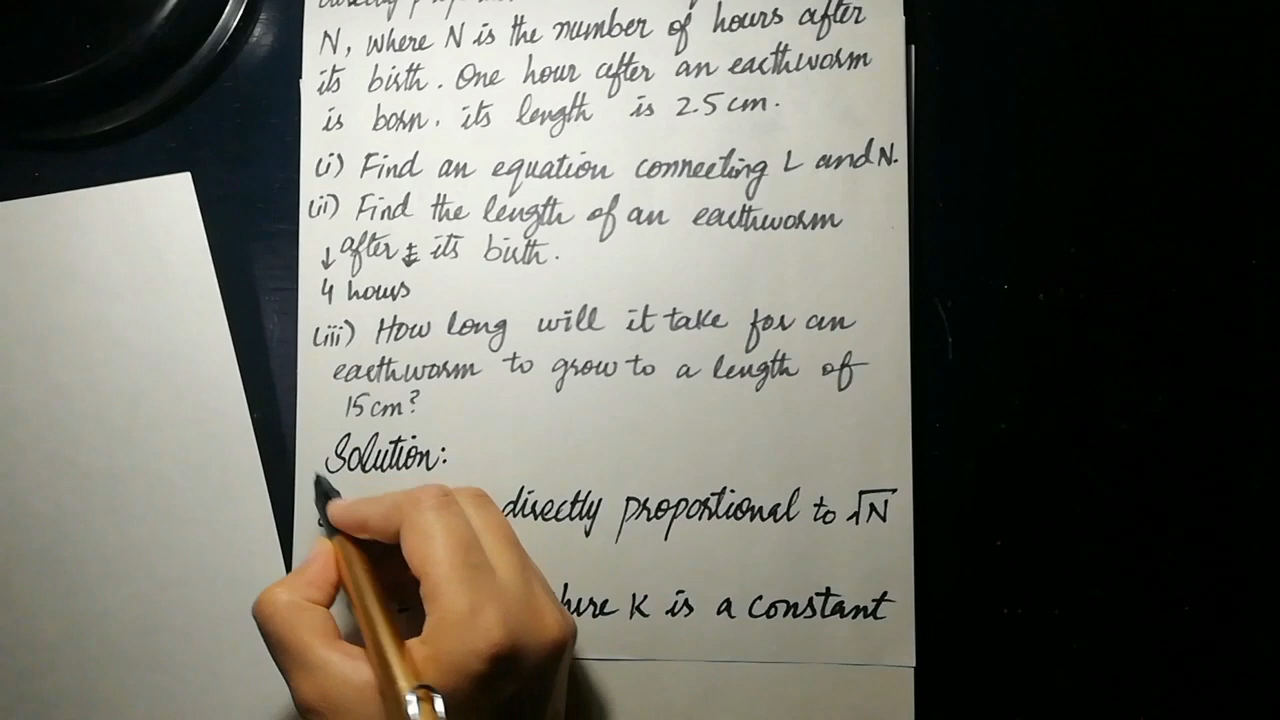 directly
N, where N is the number of hours after
its birth. One hour after an earthworm
is born, its length is 2.5 cm.
(i) Find an equation connecting L and N.
(ii) Find the length of an earthworm
↓ after ↓ its birth.
4 hours
(iii) How long will it take for an
earthworm to grow to a length of
15 cm?
Solution:
directly proportional to √N
K is a constant